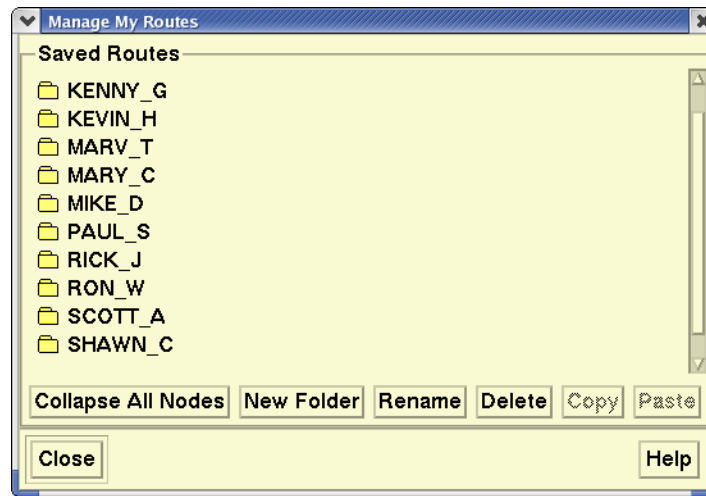 Manage My Routes
Saved Routes
KENNY_G
KEVIN_H
MARV_T
MARY_C
MIKE_D
PAUL_S
RICK_J
RON_W
SCOTT_A
SHAWN_C
Collapse All Nodes New Folder Rename Delete Copy Paste
Close Help